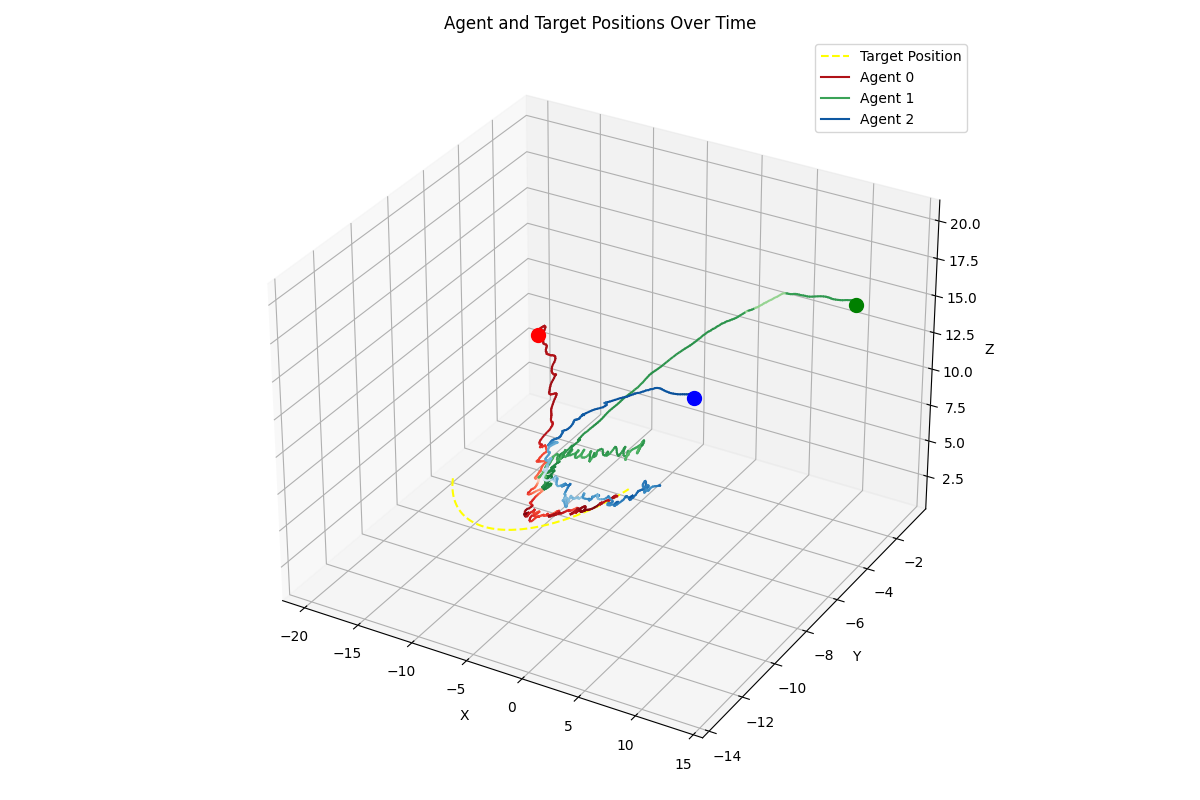 Agent and Target Positions Over Time
Target Position
Agent 0
Agent 1
Agent 2
20.0
17.5
15.0
12.5
10.0
7.5
5.0
2.5
Z
−2
−4
−6
−8
−10
−12
−14
Y
−20
−15
−10
−5
0
5
10
15
X